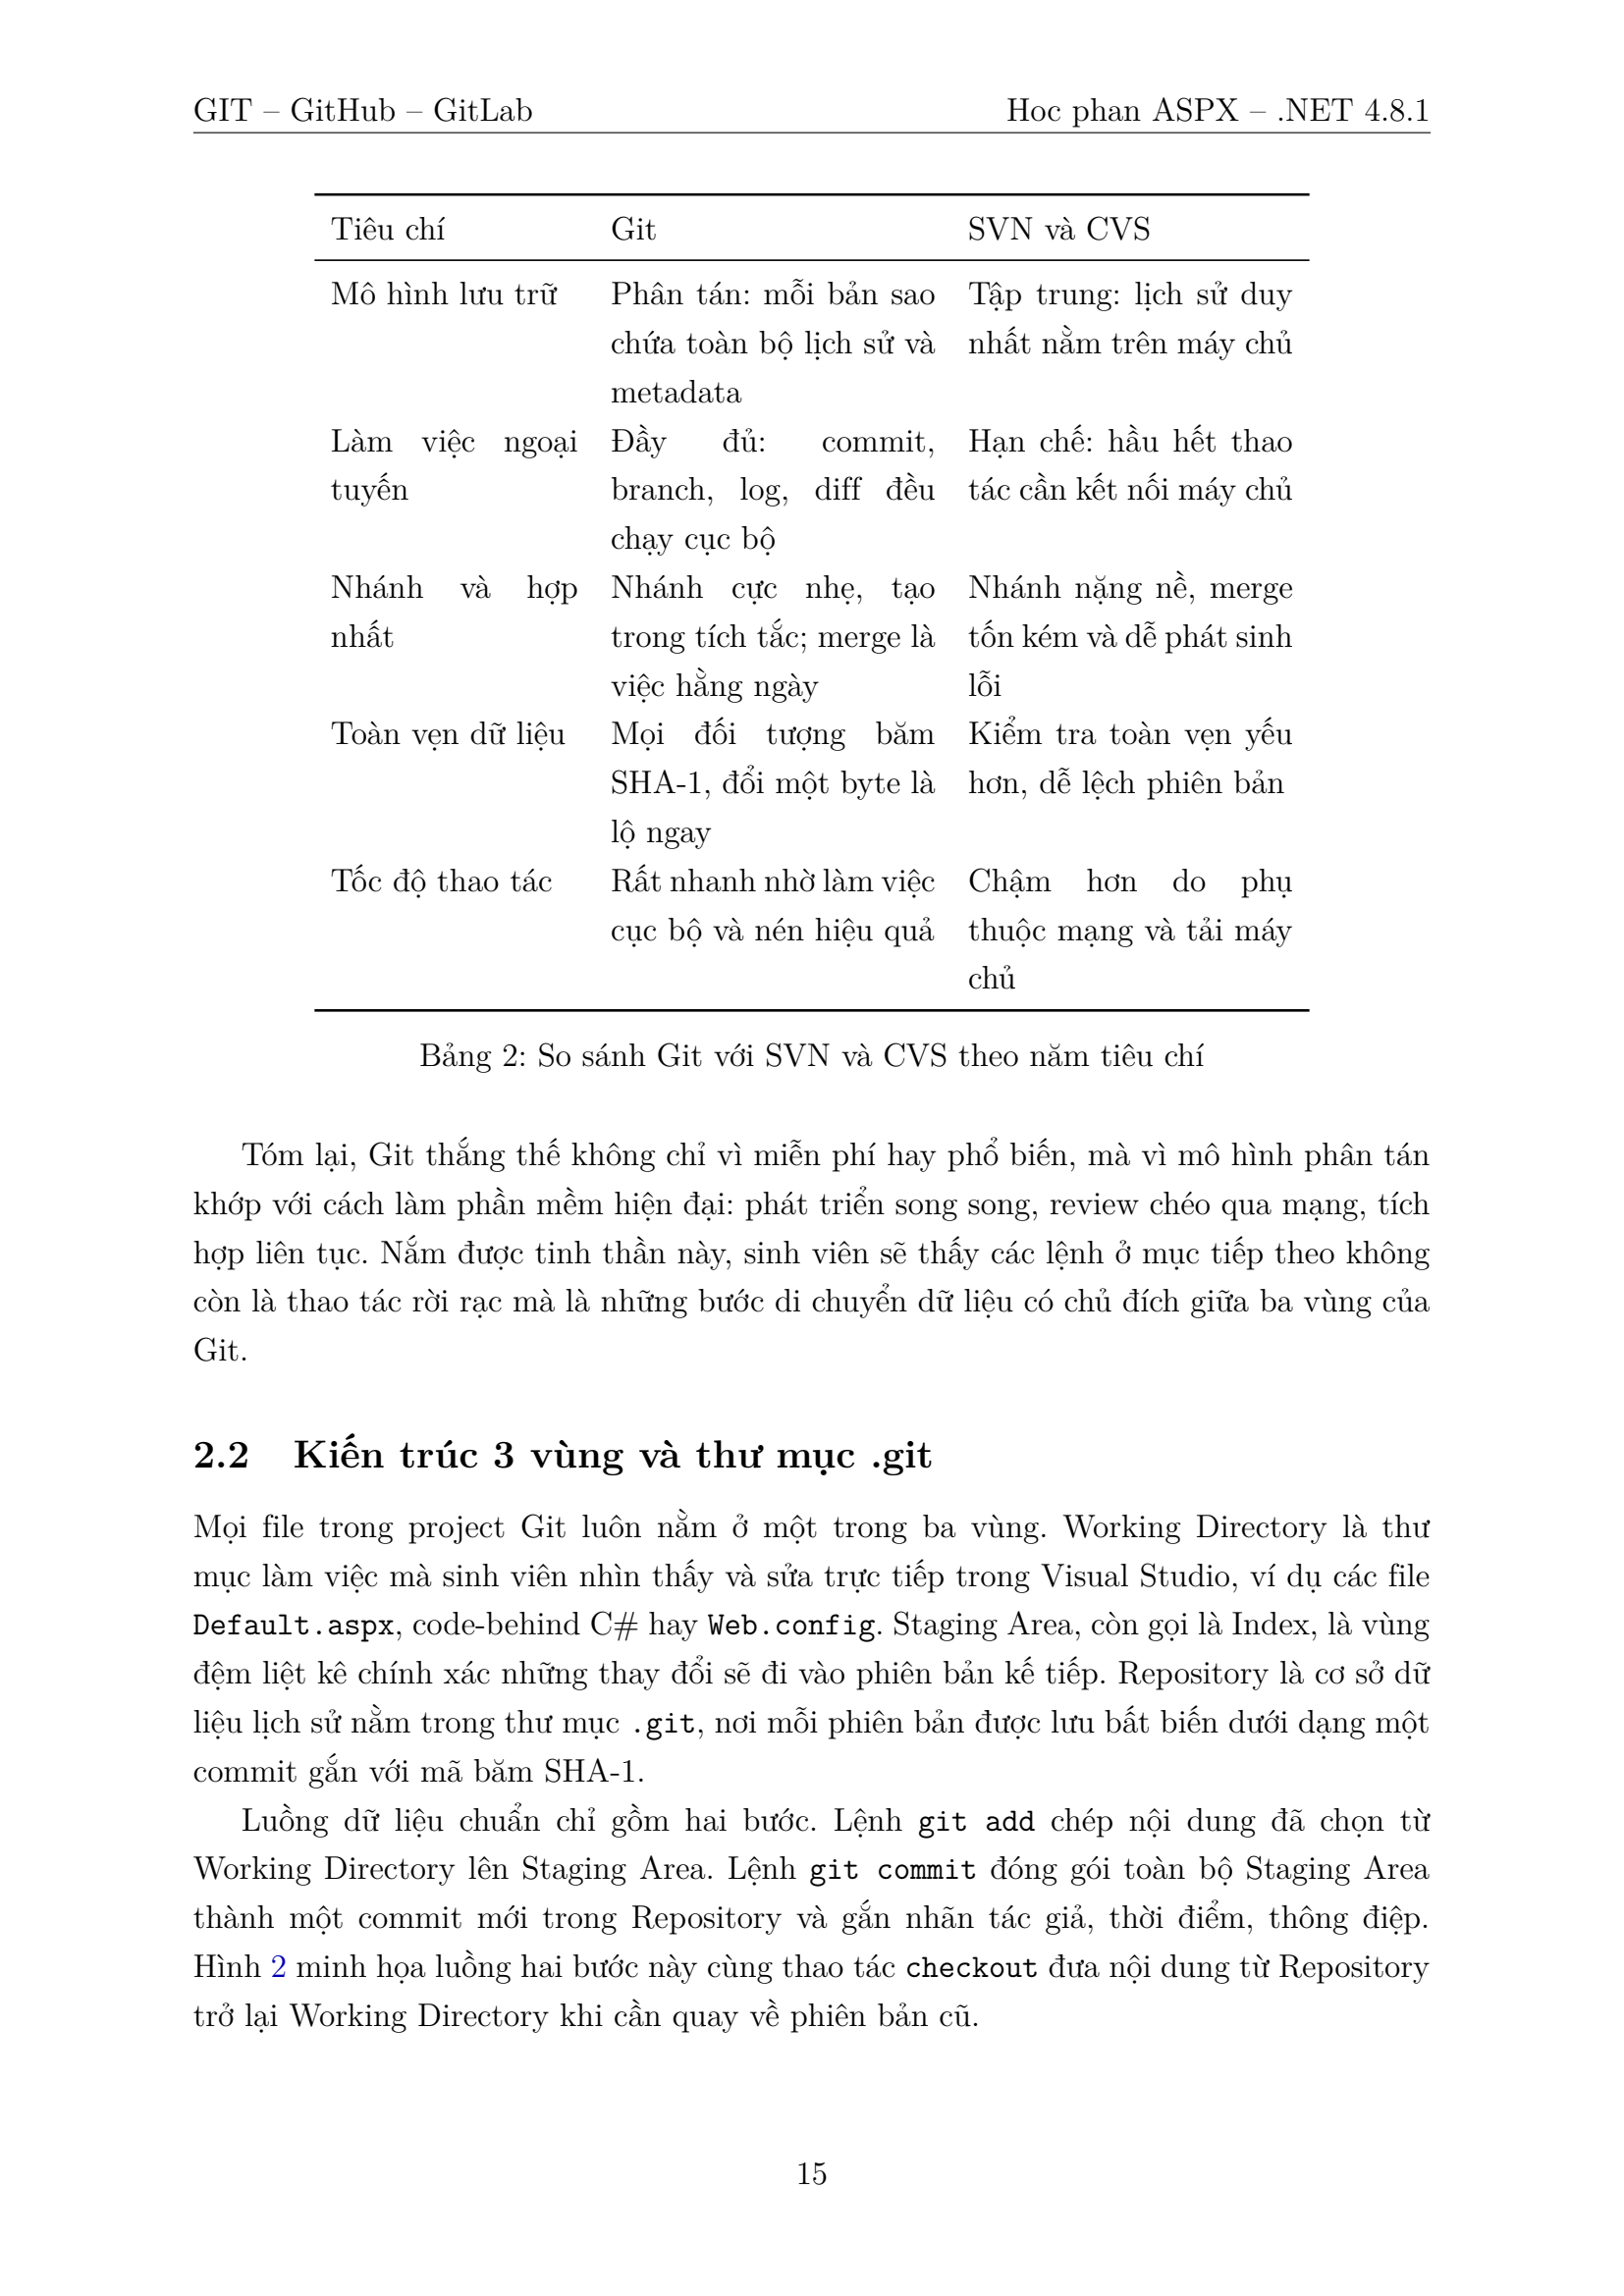 GIT – GitHub – GitLab
Hoc phan ASPX – .NET 4.8.1
Tiêu chí
Git
SVN và CVS
Mô hình lưu trữ
Phân tán: mỗi bản sao
chứa toàn bộ lịch sử và
metadata
Tập trung: lịch sử duy
nhất nằm trên máy chủ
Làm việc ngoại
tuyến
Đầy đủ: commit,
branch, log, diff đều
chạy cục bộ
Hạn chế: hầu hết thao
tác cần kết nối máy chủ
Nhánh và hợp
nhất
Nhánh cực nhẹ, tạo
trong tích tắc; merge là
việc hằng ngày
Nhánh nặng nề, merge
tốn kém và dễ phát sinh
lỗi
Toàn vẹn dữ liệu
Mọi đối tượng băm
SHA-1, đổi một byte là
lộ ngay
Kiểm tra toàn vẹn yếu
hơn, dễ lệch phiên bản
Tốc độ thao tác
Rất nhanh nhờ làm việc
cục bộ và nén hiệu quả
Chậm hơn do phụ
thuộc mạng và tải máy
chủ
Bảng 2: So sánh Git với SVN và CVS theo năm tiêu chí
Tóm lại, Git thắng thế không chỉ vì miễn phí hay phổ biến, mà vì mô hình phân tán
khớp với cách làm phần mềm hiện đại: phát triển song song, review chéo qua mạng, tích
hợp liên tục. Nắm được tinh thần này, sinh viên sẽ thấy các lệnh ở mục tiếp theo không
còn là thao tác rời rạc mà là những bước di chuyển dữ liệu có chủ đích giữa ba vùng của
Git.
2.2 Kiến trúc 3 vùng và thư mục .git
Mọi file trong project Git luôn nằm ở một trong ba vùng. Working Directory là thư
mục làm việc mà sinh viên nhìn thấy và sửa trực tiếp trong Visual Studio, ví dụ các file
Default.aspx, code-behind C# hay Web.config. Staging Area, còn gọi là Index, là vùng
đệm liệt kê chính xác những thay đổi sẽ đi vào phiên bản kế tiếp. Repository là cơ sở dữ
liệu lịch sử nằm trong thư mục .git, nơi mỗi phiên bản được lưu bất biến dưới dạng một
commit gắn với mã băm SHA-1.
Luồng dữ liệu chuẩn chỉ gồm hai bước. Lệnh git add chép nội dung đã chọn từ
Working Directory lên Staging Area. Lệnh git commit đóng gói toàn bộ Staging Area
thành một commit mới trong Repository và gắn nhãn tác giả, thời điểm, thông điệp.
Hình 2 minh họa luồng hai bước này cùng thao tác checkout đưa nội dung từ Repository
trở lại Working Directory khi cần quay về phiên bản cũ.
15